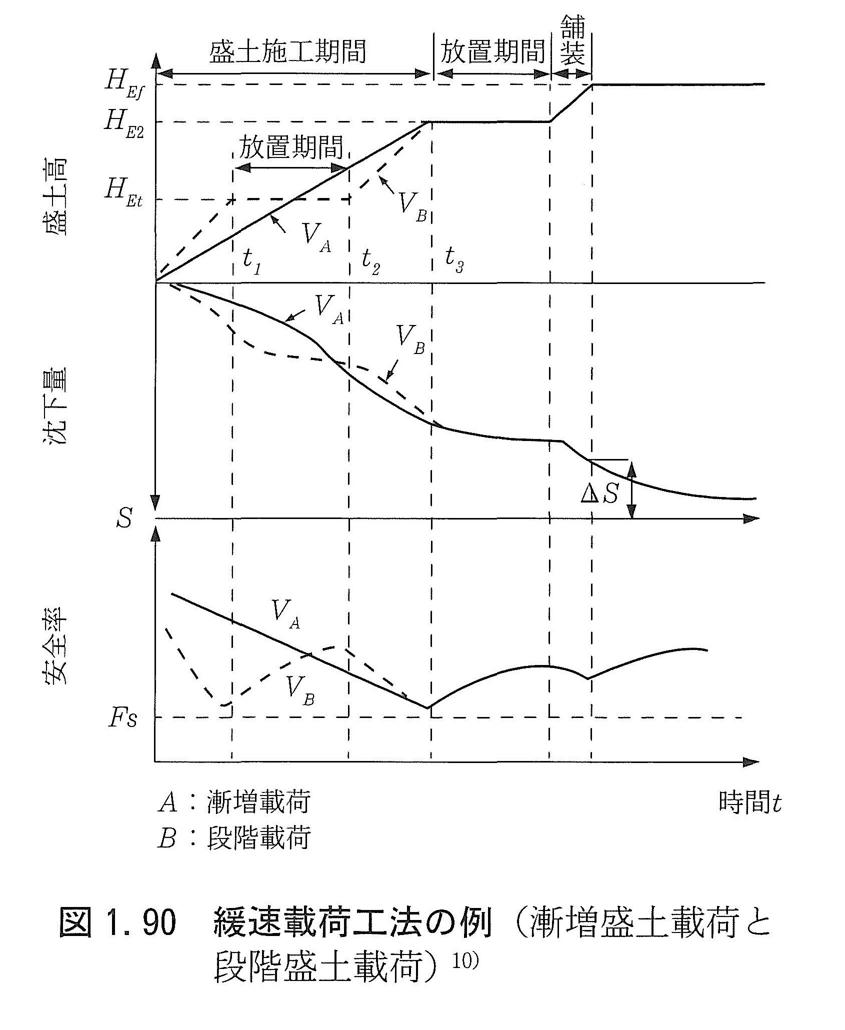 盛土施工期間
放置期間
舗装
H_Ef
H_E2
放置期間
H_Et
V_B
V_A
t_1
t_2
t_3
盛土高
V_A
V_B
沈下量
ΔS
S
V_A
V_B
安全率
Fs
A：漸増載荷
時間t
B：段階載荷
図1.90 緩速載荷工法の例（漸増盛土載荷と
段階盛土載荷）10)